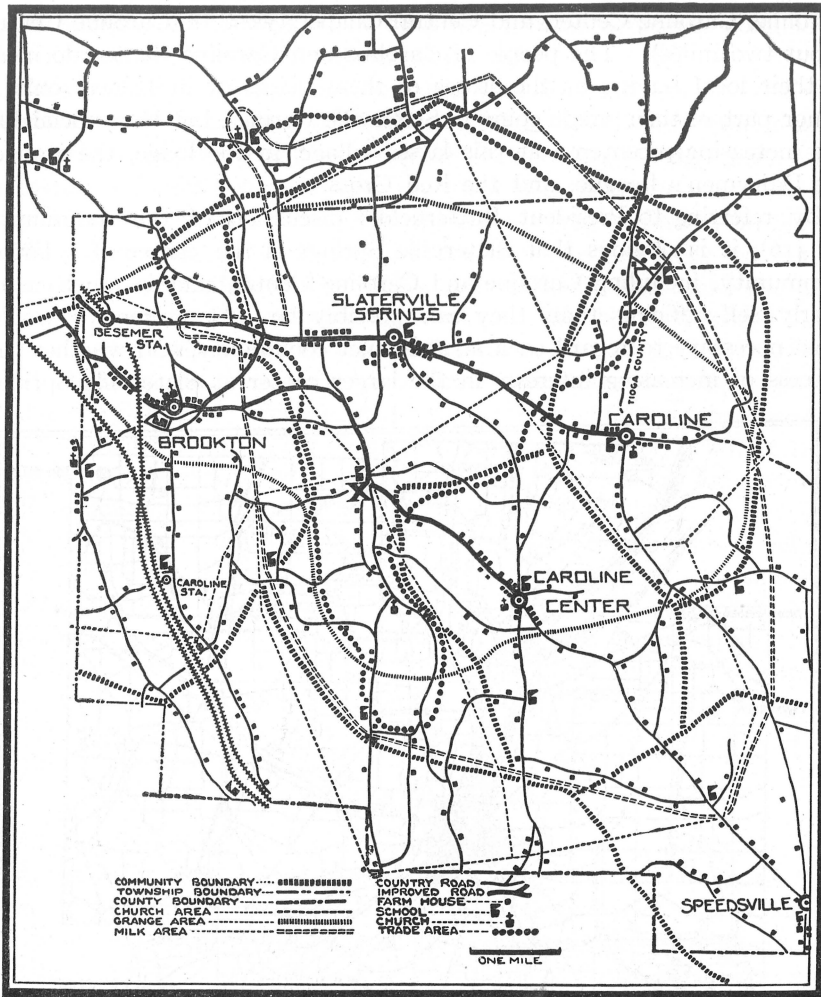 SLATERVILLE
SPRINGS
BESEMER
STA.
TIOGA COUNTY
CAROLINE
BROOKTON
X
CAROLINE
STA.
CAROLINE
CENTER
SPEEDSVILLE
COMMUNITY BOUNDARY
TOWNSHIP BOUNDARY
COUNTY BOUNDARY
CHURCH AREA
GRANGE AREA
MILK AREA
COUNTRY ROAD
IMPROVED ROAD
FARM HOUSE
SCHOOL
CHURCH
TRADE AREA
ONE MILE